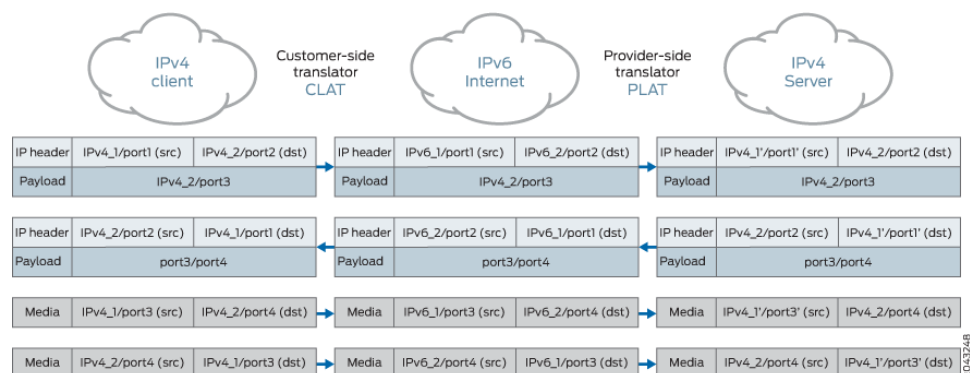 IPv4
client
Customer-side
translator
CLAT
IPv6
Internet
Provider-side
translator
PLAT
IPv4
Server
IP header IPv4_1/port1 (src) IPv4_2/port2 (dst) IP header IPv6_1/port1 (src) IPv6_2/port2 (dst) IP header IPv4_1'/port1' (src) IPv4_2/port2 (dst)
Payload IPv4_2/port3 Payload IPv4_2/port3 Payload IPv4_2/port3
IP header IPv4_2/port2 (src) IPv4_1/port1 (dst) IP header IPv6_2/port2 (src) IPv6_1/port1 (dst) IP header IPv4_2/port2 (src) IPv4_1'/port1' (dst)
Payload port3/port4 Payload port3/port4 Payload port3/port4
Media IPv4_1/port3 (src) IPv4_2/port4 (dst) Media IPv6_1/port3 (src) IPv6_2/port4 (dst) Media IPv4_1'/port3' (src) IPv4_2/port4 (dst)
Media IPv4_2/port4 (src) IPv4_1/port3 (dst) Media IPv6_2/port4 (src) IPv6_1/port3 (dst) Media IPv4_2/port4 (src) IPv4_1'/port3' (dst)